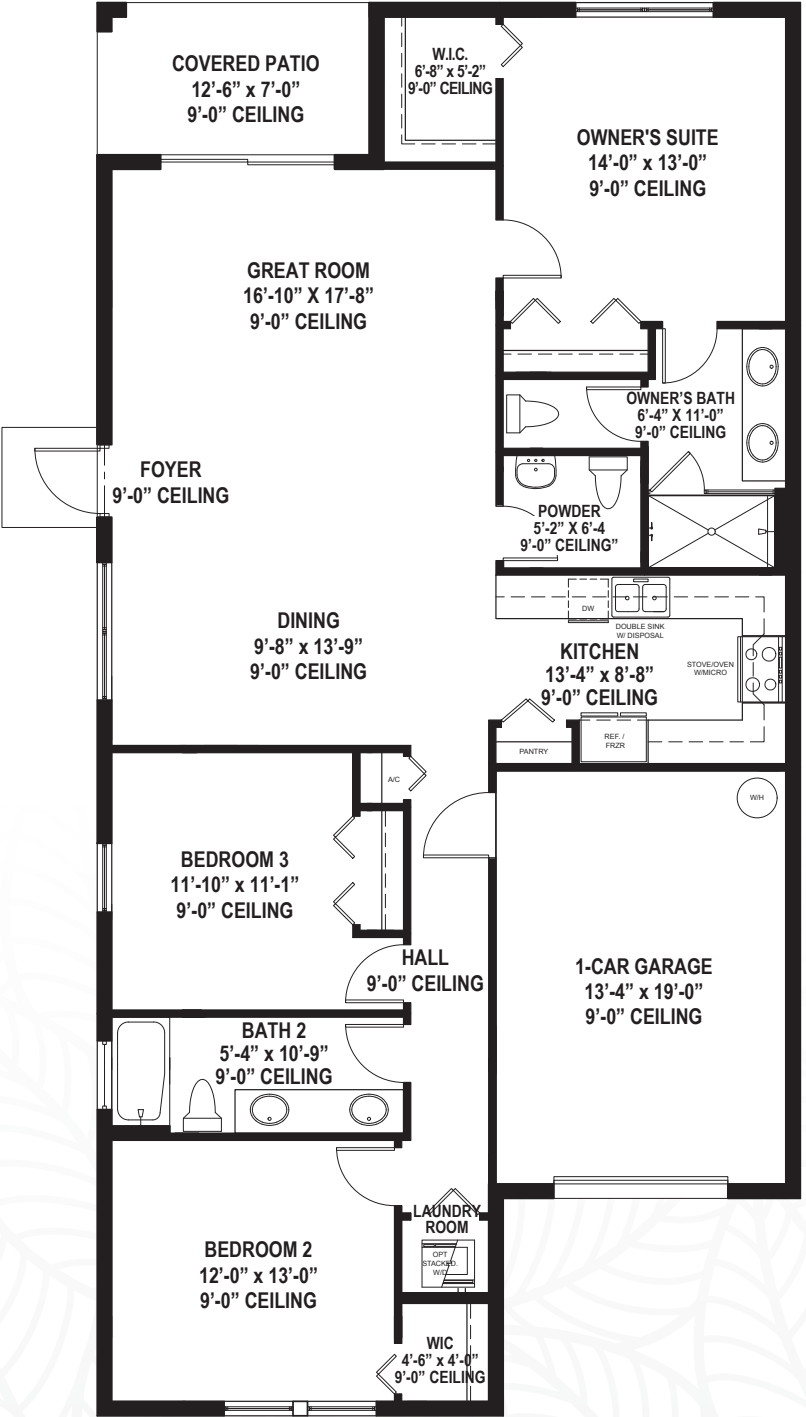 COVERED PATIO
12’-6” x 7’-0”
9’-0” CEILING
W.I.C.
6’-8” x 5’-2”
9’-0” CEILING
OWNER'S SUITE
14’-0” x 13’-0”
9’-0” CEILING
GREAT ROOM
16’-10” X 17’-8”
9’-0” CEILING
OWNER’S BATH
6’-4” X 11’-0”
9’-0” CEILING
FOYER
9’-0” CEILING
POWDER
5’-2” X 6’-4
9’-0” CEILING”
DINING
9’-8” x 13’-9”
9’-0” CEILING
DW
DOUBLE SINK
W/ DISPOSAL
KITCHEN
13’-4” x 8’-8”
9’-0” CEILING
STOVE/OVEN
W/MICRO
REF. /
FRZR
PANTRY
A/C
W/H
BEDROOM 3
11’-10” x 11’-1”
9’-0” CEILING
HALL
9’-0” CEILING
1-CAR GARAGE
13’-4” x 19’-0”
9’-0” CEILING
BATH 2
5’-4” x 10’-9”
9’-0” CEILING
LAUNDRY
ROOM
OPT
STACKED.
W/D
BEDROOM 2
12’-0” x 13’-0”
9’-0” CEILING
WIC
4’-6” x 4’-0”
9’-0” CEILING